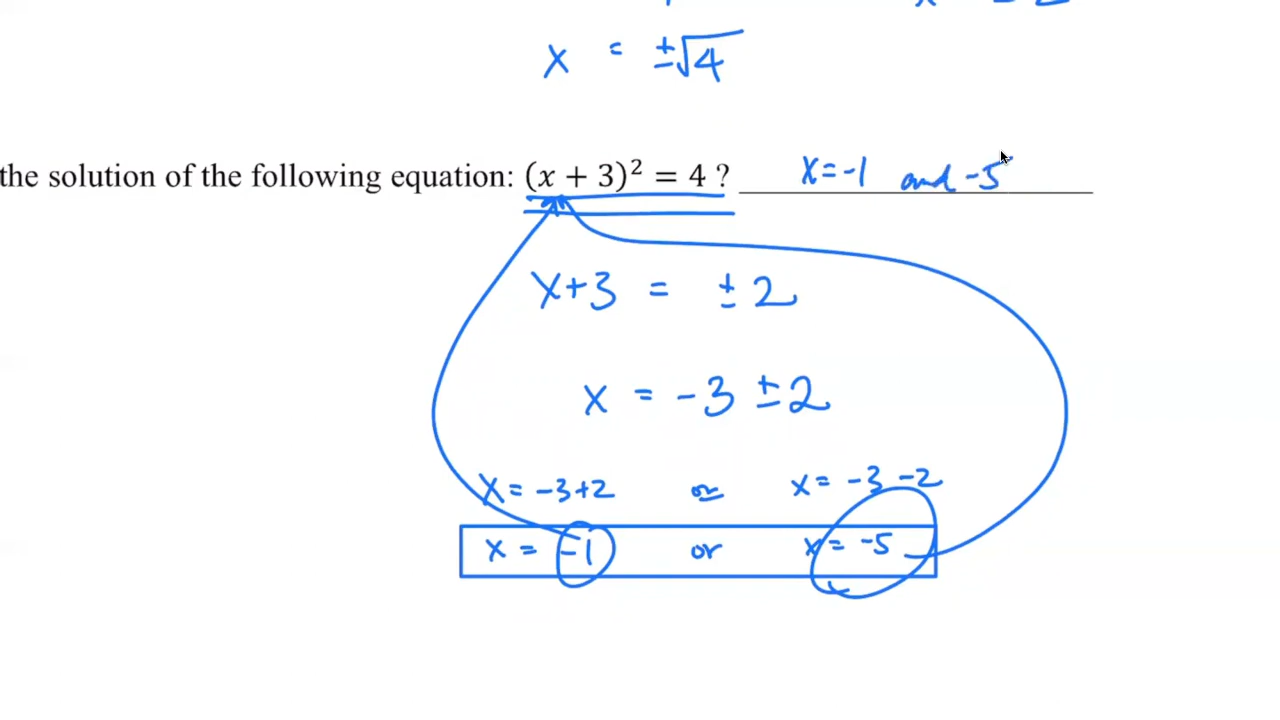 x = ±√4
the solution of the following equation: (x + 3)² = 4 ? x=-1 and -5
x+3 = ±2
x = -3 ±2
x = -3+2 or x= -3-2
x = -1 or x= -5